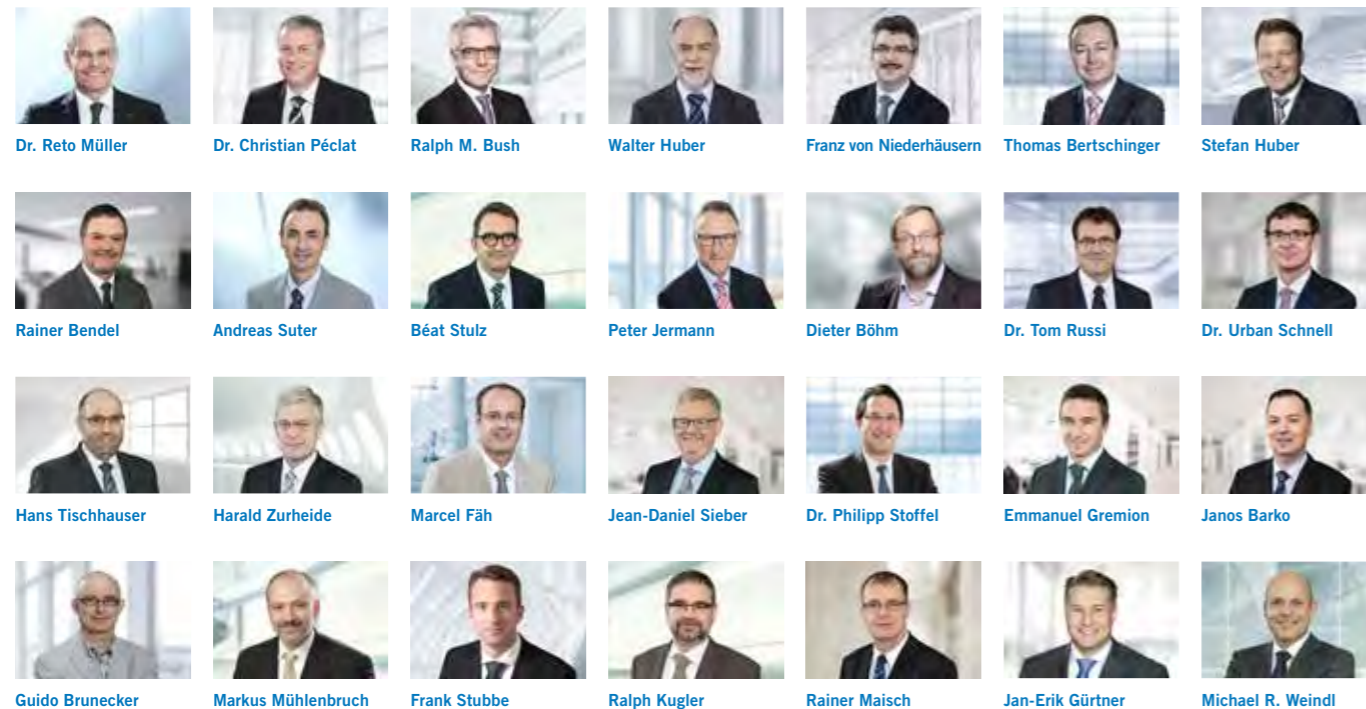 Dr. Reto Müller
Dr. Christian Péclat
Ralph M. Bush
Walter Huber
Franz von Niederhäusern
Thomas Bertschinger
Stefan Huber
Rainer Bendel
Andreas Suter
Béat Stulz
Peter Jermann
Dieter Böhm
Dr. Tom Russi
Dr. Urban Schnell
Hans Tischhauser
Harald Zurheide
Marcel Fäh
Jean-Daniel Sieber
Dr. Philipp Stoffel
Emmanuel Gremion
Janos Barko
Guido Brunecker
Markus Mühlenbruch
Frank Stubbe
Ralph Kugler
Rainer Maisch
Jan-Erik Gürtner
Michael R. Weindl